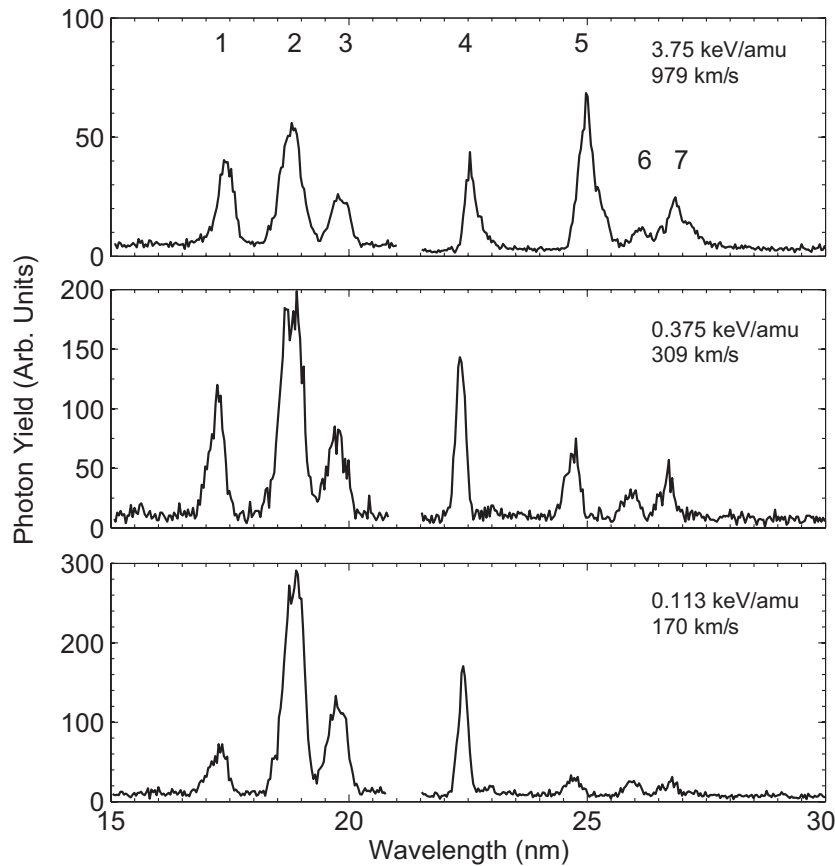 Photon Yield (Arb. Units)
100
50
0
1 2 3 4 5 6 7
3.75 keV/amu
979 km/s
200
150
100
50
0
0.375 keV/amu
309 km/s
300
200
100
0
0.113 keV/amu
170 km/s
15 20 25 30
Wavelength (nm)